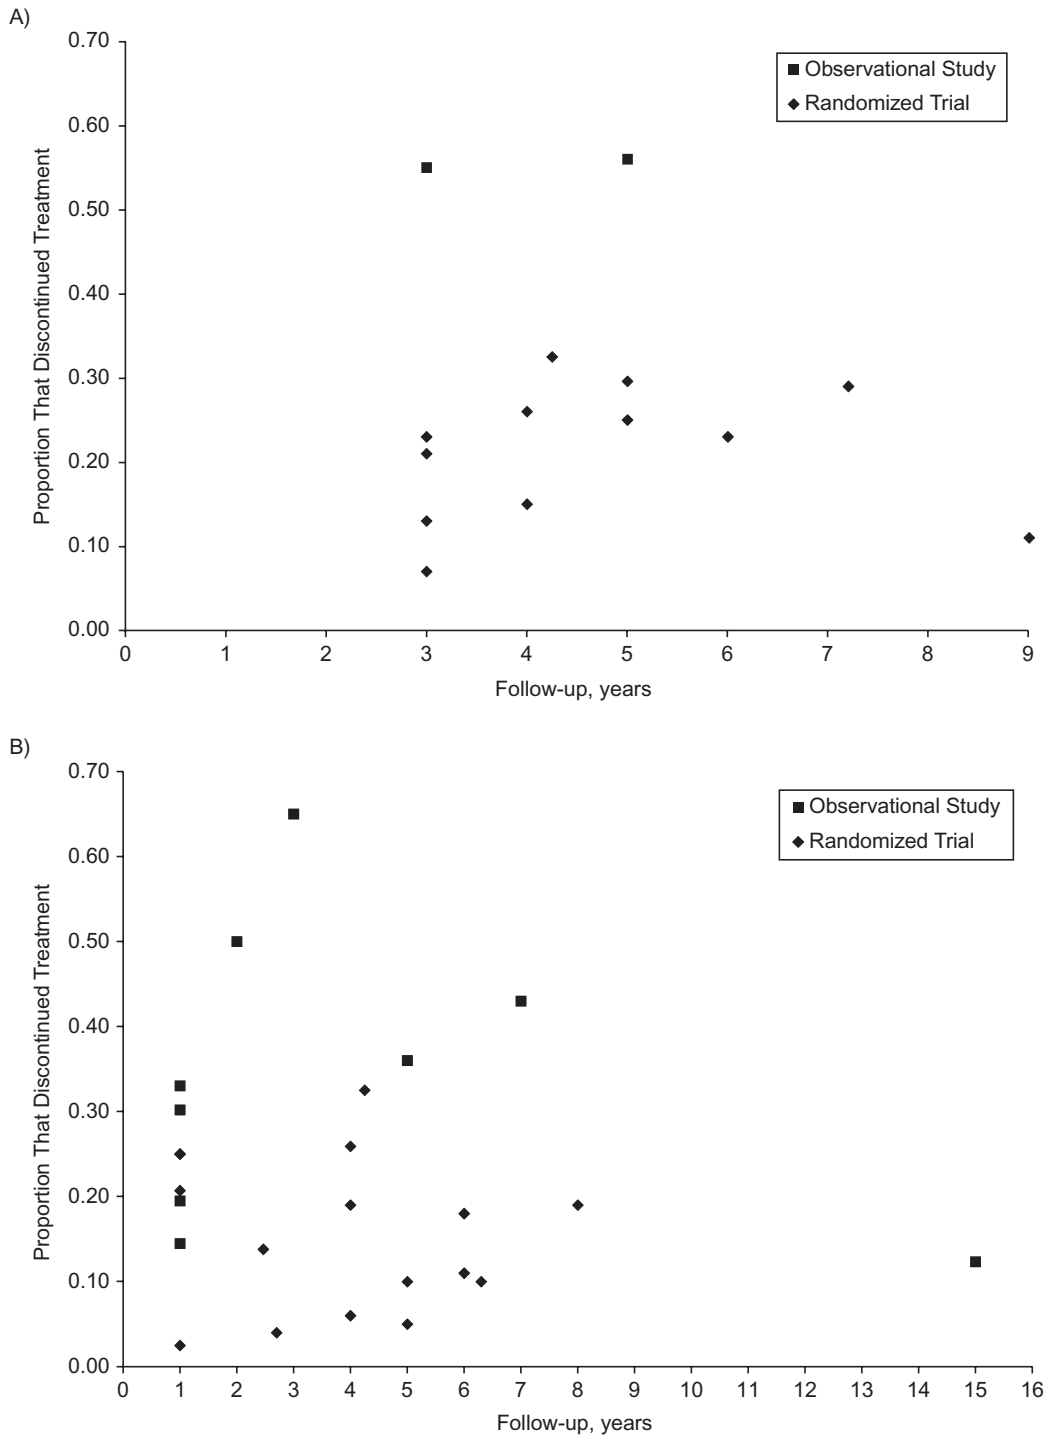 A)
0.70
0.60
0.50
0.40
0.30
0.20
0.10
0.00
Proportion That Discontinued Treatment
Observational Study
Randomized Trial
0 1 2 3 4 5 6 7 8 9
Follow-up, years
B)
0.70
0.60
0.50
0.40
0.30
0.20
0.10
0.00
Proportion That Discontinued Treatment
Observational Study
Randomized Trial
0 1 2 3 4 5 6 7 8 9 10 11 12 13 14 15 16
Follow-up, years